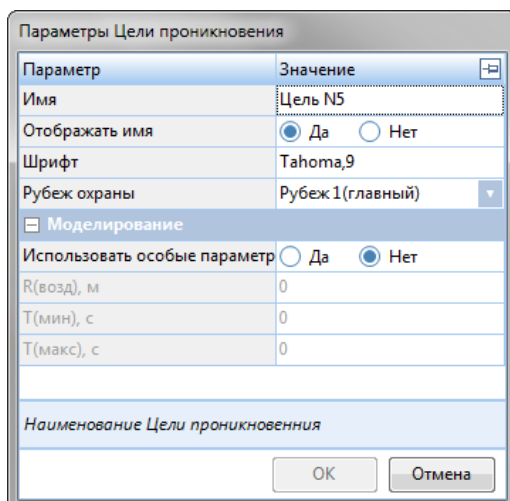 Параметры Цели проникновения
Параметр Значение
Имя Цель N5
Отображать имя Да Нет
Шрифт Tahoma,9
Рубеж охраны Рубеж 1(главный)
Моделирование
Использовать особые параметр Да Нет
R(возд), м 0
T(мин), с 0
T(макс), с 0
Наименование Цели проникновенния
OK Отмена